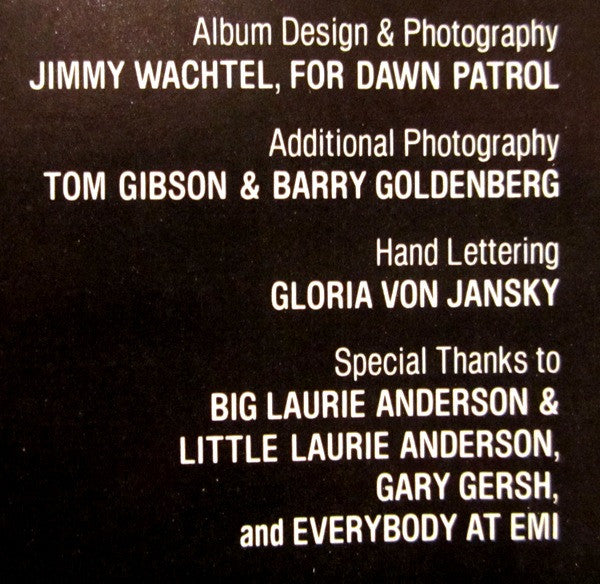 Album Design & Photography
JIMMY WACHTEL, FOR DAWN PATROL
Additional Photography
TOM GIBSON & BARRY GOLDENBERG
Hand Lettering
GLORIA VON JANSKY
Special Thanks to
BIG LAURIE ANDERSON &
LITTLE LAURIE ANDERSON,
GARY GERSH,
and EVERYBODY AT EMI